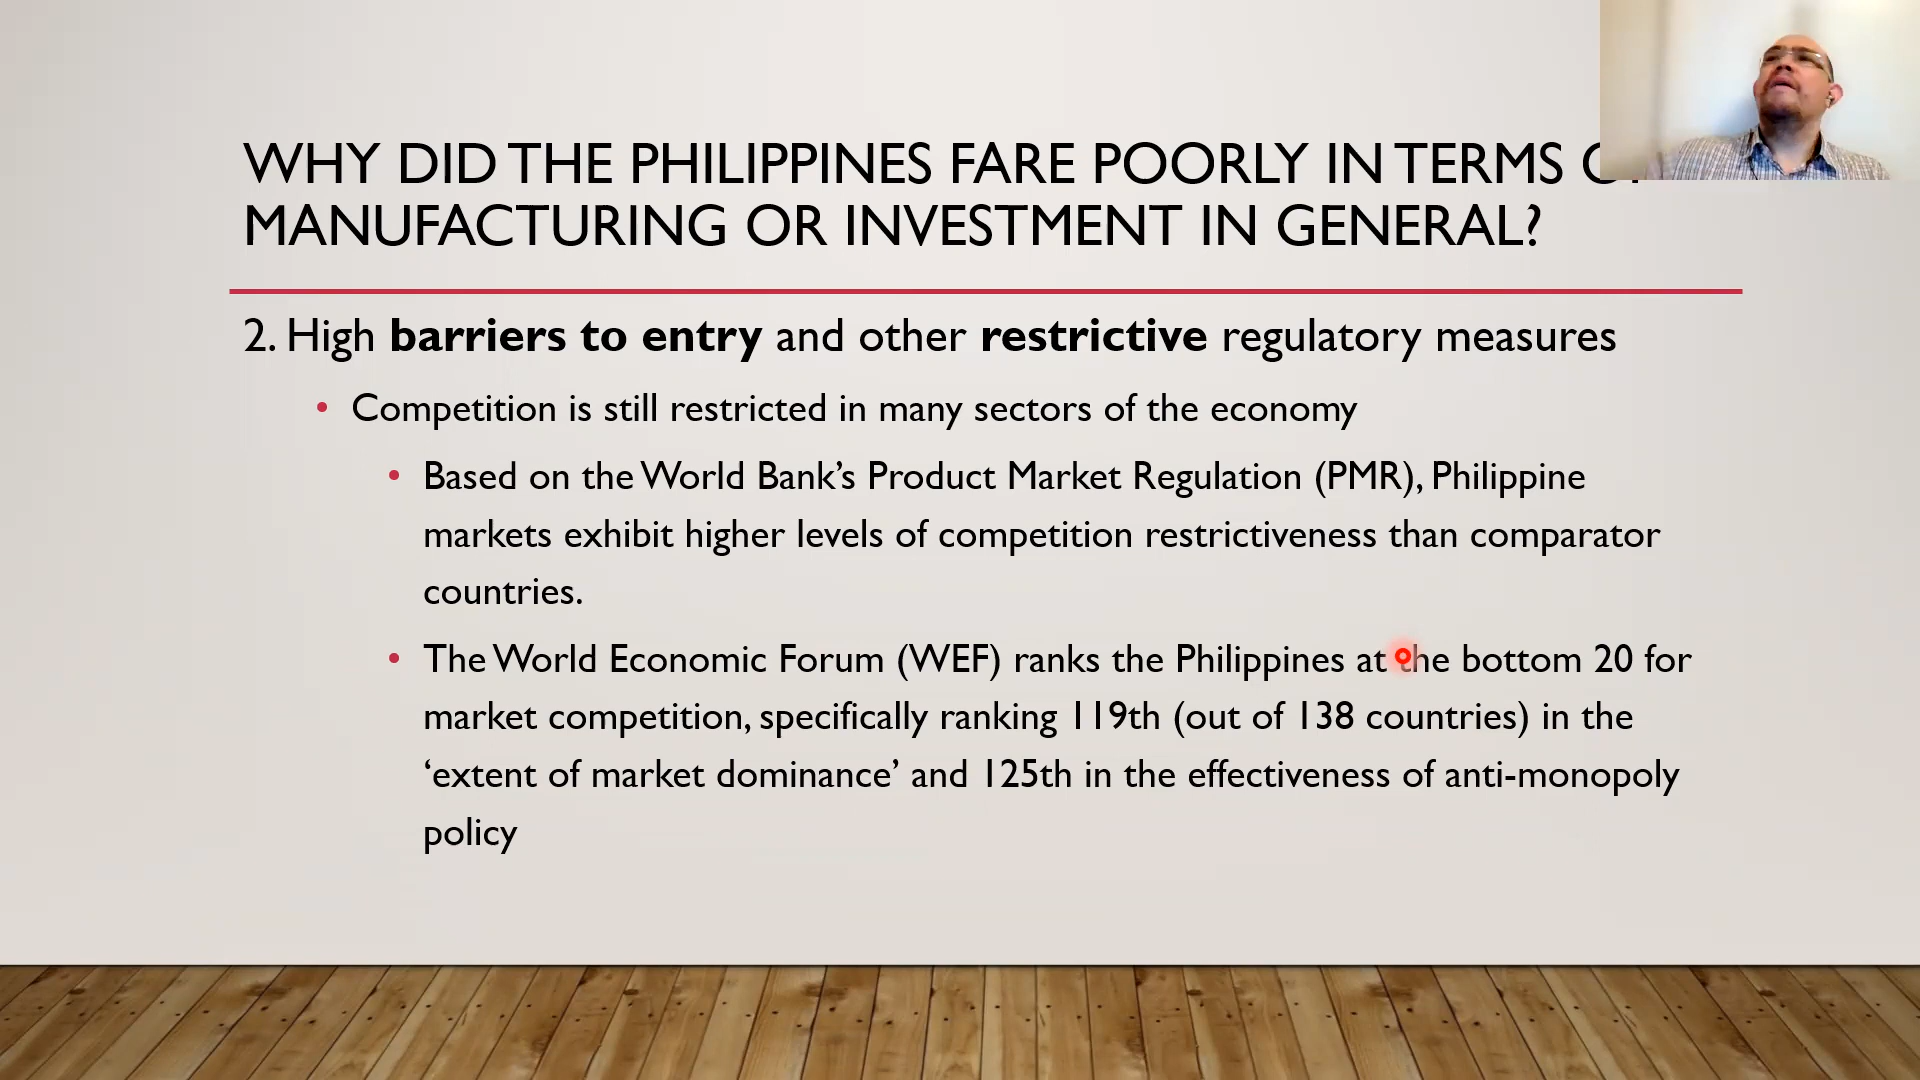 WHY DID THE PHILIPPINES FARE POORLY IN TERMS
MANUFACTURING OR INVESTMENT IN GENERAL?
2. High barriers to entry and other restrictive regulatory measures
• Competition is still restricted in many sectors of the economy
• Based on the World Bank’s Product Market Regulation (PMR), Philippine
markets exhibit higher levels of competition restrictiveness than comparator
countries.
• The World Economic Forum (WEF) ranks the Philippines at the bottom 20 for
market competition, specifically ranking 119th (out of 138 countries) in the
‘extent of market dominance’ and 125th in the effectiveness of anti-monopoly
policy